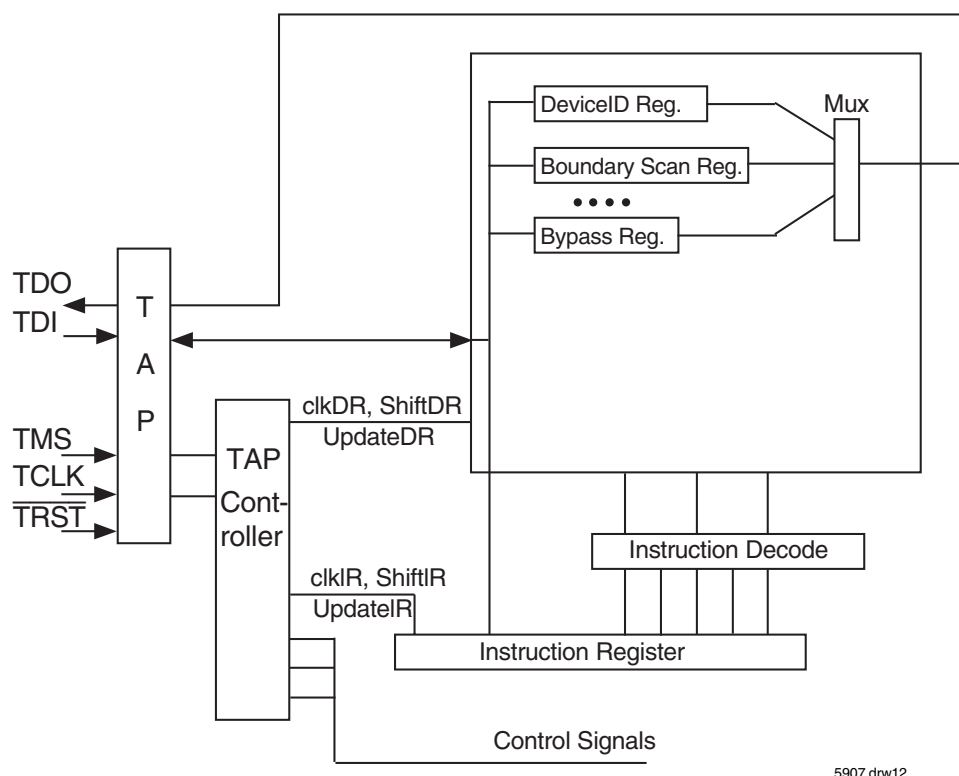 DeviceID Reg.
Mux
Boundary Scan Reg.
Bypass Reg.
TDO
TDI
T
A
P
TMS
TCLK
TRST
TAP
Cont-
roller
clkDR, ShiftDR
UpdateDR
Instruction Decode
clkIR, ShiftIR
UpdateIR
Instruction Register
Control Signals
5907 drw12